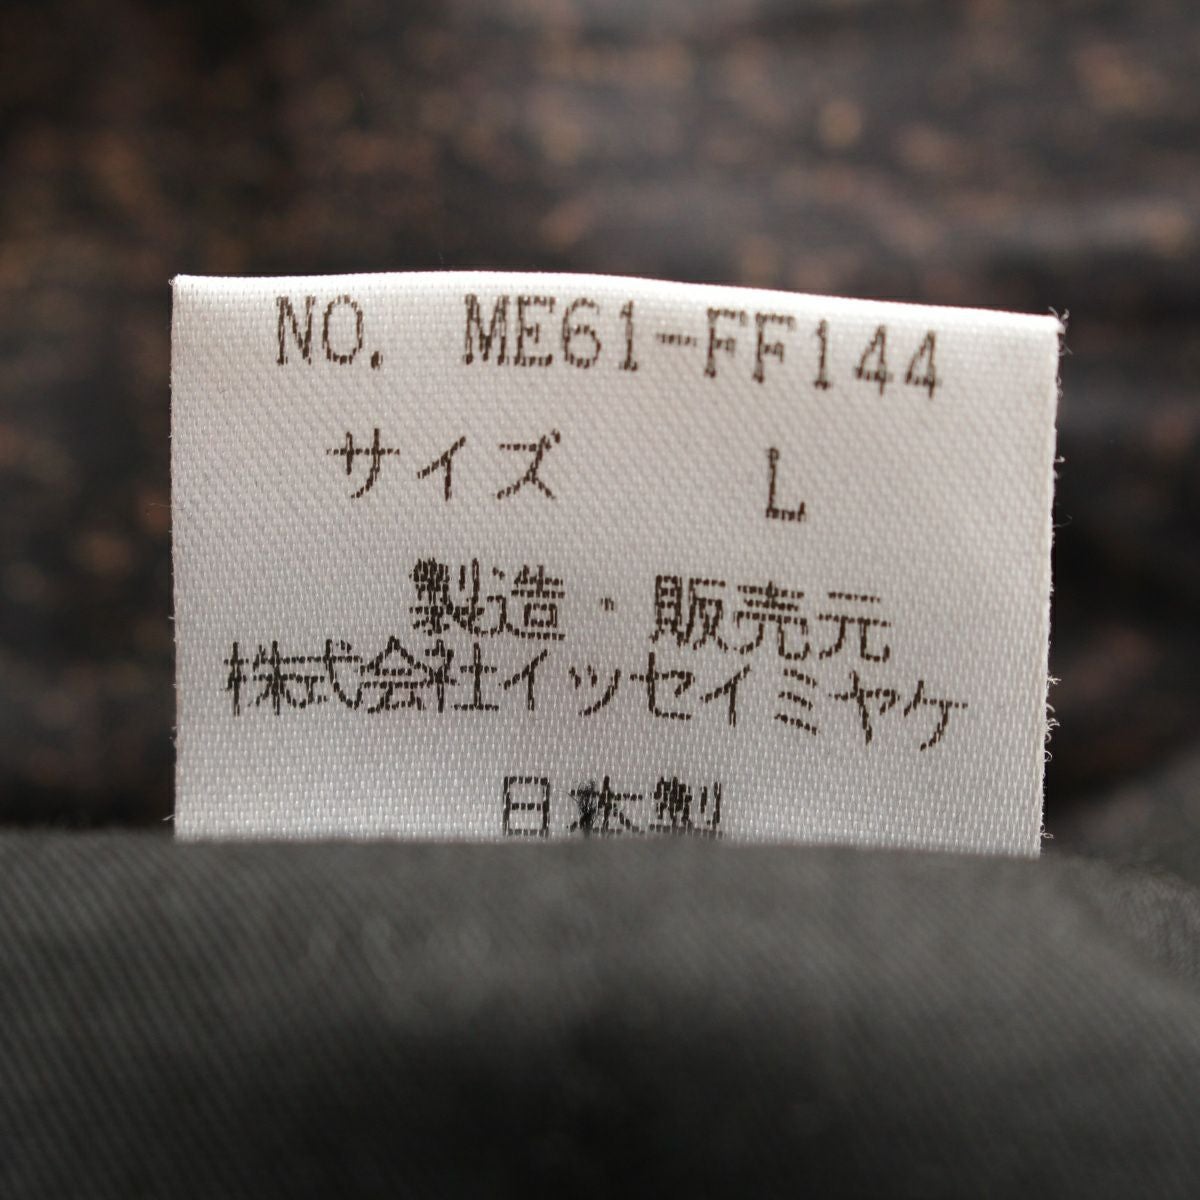 NO. ME61-FF144
サイズ L
製造・販売元
株式会社イッセイミヤケ
日本製